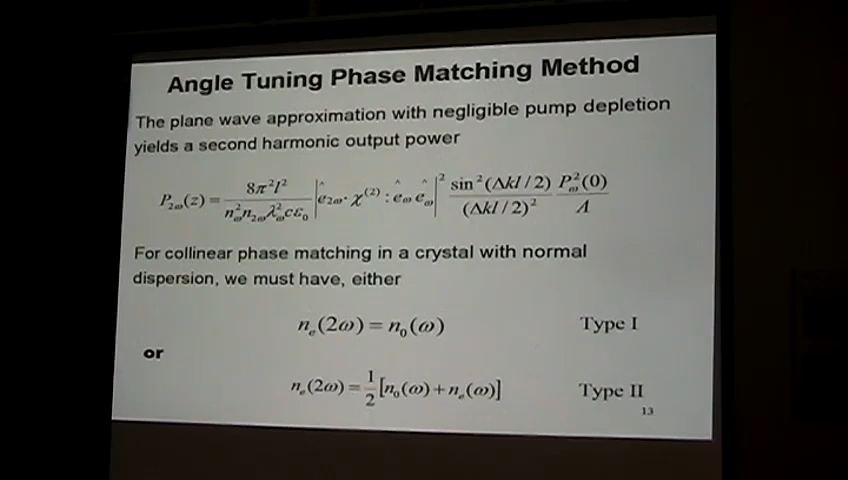 Angle Tuning Phase Matching Method
The plane wave approximation with negligible pump depletion
yields a second harmonic output power
P₂ω(z) = 8π²l² / (n²ω n₂ω λ²ω cε₀) |ê₂ω · χ⁽²⁾ : êω êω|² sin²(Δkl / 2) / (Δkl / 2)² P²ω(0) / A
For collinear phase matching in a crystal with normal
dispersion, we must have, either
nₑ(2ω) = n₀(ω) Type I
or
nₑ(2ω) = 1/2 [n₀(ω) + nₑ(ω)] Type II
13